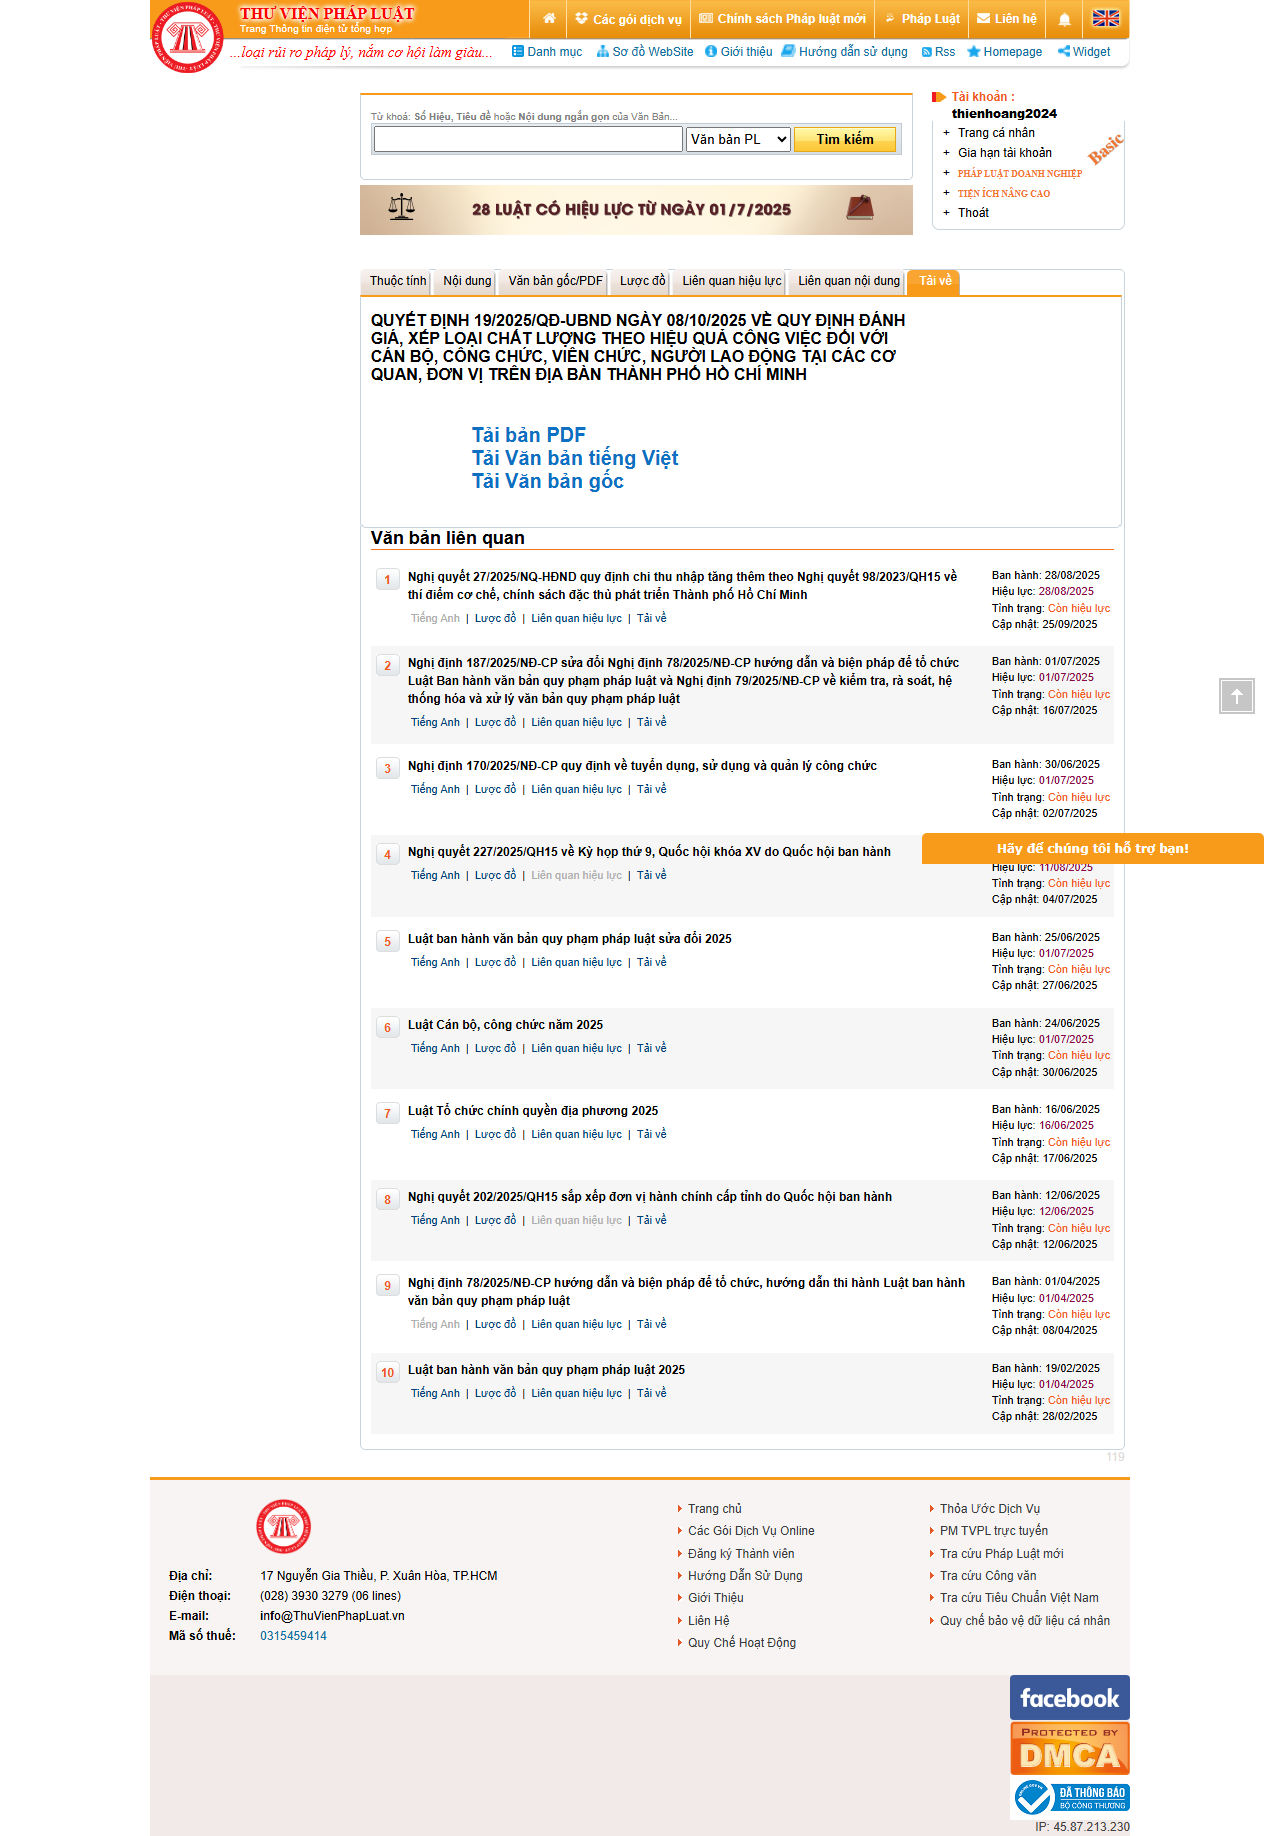 THƯ VIỆN PHÁP LUẬT
Trang Thông tin điện tử tổng hợp
Các gói dịch vụ
Chính sách Pháp luật mới
Pháp Luật
Liên hệ
...loại rủi ro pháp lý, nắm cơ hội làm giàu...
Danh mục
Sơ đồ WebSite
Giới thiệu
Hướng dẫn sử dụng
Rss
Homepage
Widget
Từ khoá: Số Hiệu, Tiêu đề hoặc Nội dung ngắn gọn của Văn Bản...
Văn bản PL
Tìm kiếm
28 LUẬT CÓ HIỆU LỰC TỪ NGÀY 01/7/2025
Tài khoản :
thienhoang2024
+ Trang cá nhân
+ Gia hạn tài khoản
+ PHÁP LUẬT DOANH NGHIỆP
+ TIỆN ÍCH NÂNG CAO
+ Thoát
Basic
Thuộc tính
Nội dung
Văn bản gốc/PDF
Lược đồ
Liên quan hiệu lực
Liên quan nội dung
Tải về
QUYẾT ĐỊNH 19/2025/QĐ-UBND NGÀY 08/10/2025 VỀ QUY ĐỊNH ĐÁNH
GIÁ, XẾP LOẠI CHẤT LƯỢNG THEO HIỆU QUẢ CÔNG VIỆC ĐỐI VỚI
CÁN BỘ, CÔNG CHỨC, VIÊN CHỨC, NGƯỜI LAO ĐỘNG TẠI CÁC CƠ
QUAN, ĐƠN VỊ TRÊN ĐỊA BÀN THÀNH PHỐ HỒ CHÍ MINH
Tải bản PDF
Tải Văn bản tiếng Việt
Tải Văn bản gốc
Văn bản liên quan
1
Nghị quyết 27/2025/NQ-HĐND quy định chi thu nhập tăng thêm theo Nghị quyết 98/2023/QH15 về
thí điểm cơ chế, chính sách đặc thù phát triển Thành phố Hồ Chí Minh
Tiếng Anh | Lược đồ | Liên quan hiệu lực | Tải về
Ban hành: 28/08/2025
Hiệu lực: 28/08/2025
Tình trạng: Còn hiệu lực
Cập nhật: 25/09/2025
2
Nghị định 187/2025/NĐ-CP sửa đổi Nghị định 78/2025/NĐ-CP hướng dẫn và biện pháp để tổ chức
Luật Ban hành văn bản quy phạm pháp luật và Nghị định 79/2025/NĐ-CP về kiểm tra, rà soát, hệ
thống hóa và xử lý văn bản quy phạm pháp luật
Tiếng Anh | Lược đồ | Liên quan hiệu lực | Tải về
Ban hành: 01/07/2025
Hiệu lực: 01/07/2025
Tình trạng: Còn hiệu lực
Cập nhật: 16/07/2025
3
Nghị định 170/2025/NĐ-CP quy định về tuyển dụng, sử dụng và quản lý công chức
Tiếng Anh | Lược đồ | Liên quan hiệu lực | Tải về
Ban hành: 30/06/2025
Hiệu lực: 01/07/2025
Tình trạng: Còn hiệu lực
Cập nhật: 02/07/2025
4
Nghị quyết 227/2025/QH15 về Kỳ họp thứ 9, Quốc hội khóa XV do Quốc hội ban hành
Tiếng Anh | Lược đồ | Liên quan hiệu lực | Tải về
Hãy để chúng tôi hỗ trợ bạn!
Hiệu lực: 11/08/2025
Tình trạng: Còn hiệu lực
Cập nhật: 04/07/2025
5
Luật ban hành văn bản quy phạm pháp luật sửa đổi 2025
Tiếng Anh | Lược đồ | Liên quan hiệu lực | Tải về
Ban hành: 25/06/2025
Hiệu lực: 01/07/2025
Tình trạng: Còn hiệu lực
Cập nhật: 27/06/2025
6
Luật Cán bộ, công chức năm 2025
Tiếng Anh | Lược đồ | Liên quan hiệu lực | Tải về
Ban hành: 24/06/2025
Hiệu lực: 01/07/2025
Tình trạng: Còn hiệu lực
Cập nhật: 30/06/2025
7
Luật Tổ chức chính quyền địa phương 2025
Tiếng Anh | Lược đồ | Liên quan hiệu lực | Tải về
Ban hành: 16/06/2025
Hiệu lực: 16/06/2025
Tình trạng: Còn hiệu lực
Cập nhật: 17/06/2025
8
Nghị quyết 202/2025/QH15 sắp xếp đơn vị hành chính cấp tỉnh do Quốc hội ban hành
Tiếng Anh | Lược đồ | Liên quan hiệu lực | Tải về
Ban hành: 12/06/2025
Hiệu lực: 12/06/2025
Tình trạng: Còn hiệu lực
Cập nhật: 12/06/2025
9
Nghị định 78/2025/NĐ-CP hướng dẫn và biện pháp để tổ chức, hướng dẫn thi hành Luật ban hành
văn bản quy phạm pháp luật
Tiếng Anh | Lược đồ | Liên quan hiệu lực | Tải về
Ban hành: 01/04/2025
Hiệu lực: 01/04/2025
Tình trạng: Còn hiệu lực
Cập nhật: 08/04/2025
10
Luật ban hành văn bản quy phạm pháp luật 2025
Tiếng Anh | Lược đồ | Liên quan hiệu lực | Tải về
Ban hành: 19/02/2025
Hiệu lực: 01/04/2025
Tình trạng: Còn hiệu lực
Cập nhật: 28/02/2025
119
Địa chỉ: 17 Nguyễn Gia Thiều, P. Xuân Hòa, TP.HCM
Điện thoại: (028) 3930 3279 (06 lines)
E-mail: info@ThuVienPhapLuat.vn
Mã số thuế: 0315459414
Trang chủ
Các Gói Dịch Vụ Online
Đăng ký Thành viên
Hướng Dẫn Sử Dụng
Giới Thiệu
Liên Hệ
Quy Chế Hoạt Động
Thỏa Ước Dịch Vụ
PM TVPL trực tuyến
Tra cứu Pháp Luật mới
Tra cứu Công văn
Tra cứu Tiêu Chuẩn Việt Nam
Quy chế bảo vệ dữ liệu cá nhân
facebook
PROTECTED BY
DMCA
ĐÃ THÔNG BÁO
BỘ CÔNG THƯƠNG
IP: 45.87.213.230